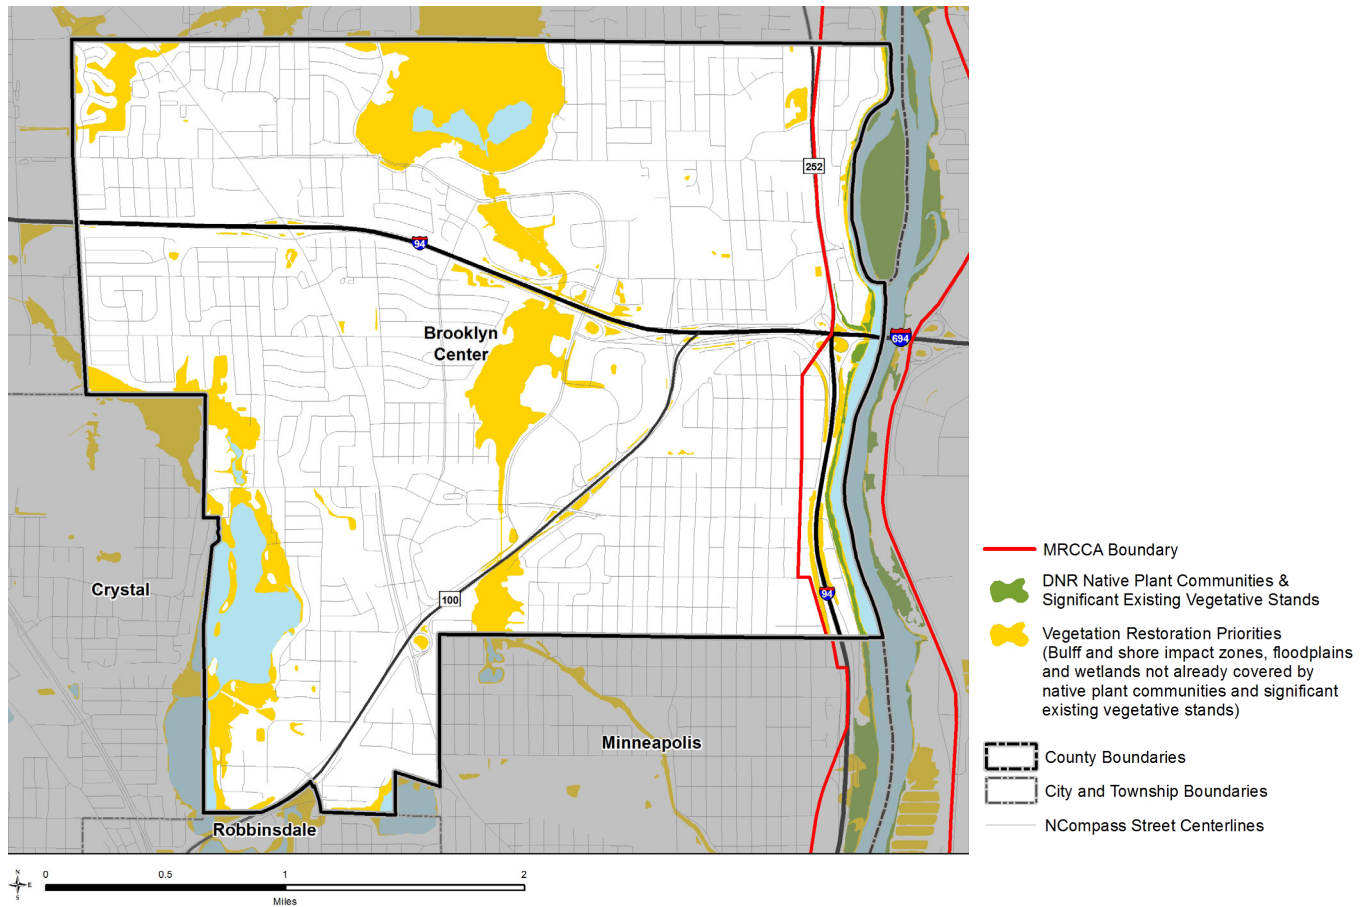 252
94
694
Brooklyn
Center
Crystal
100
94
Minneapolis
Robbinsdale
MRCCA Boundary
DNR Native Plant Communities &
Significant Existing Vegetative Stands
Vegetation Restoration Priorities
(Bulff and shore impact zones, floodplains
and wetlands not already covered by
native plant communities and significant
existing vegetative stands)
County Boundaries
City and Township Boundaries
NCompass Street Centerlines
N
E
S
0 0.5 1 2
Miles